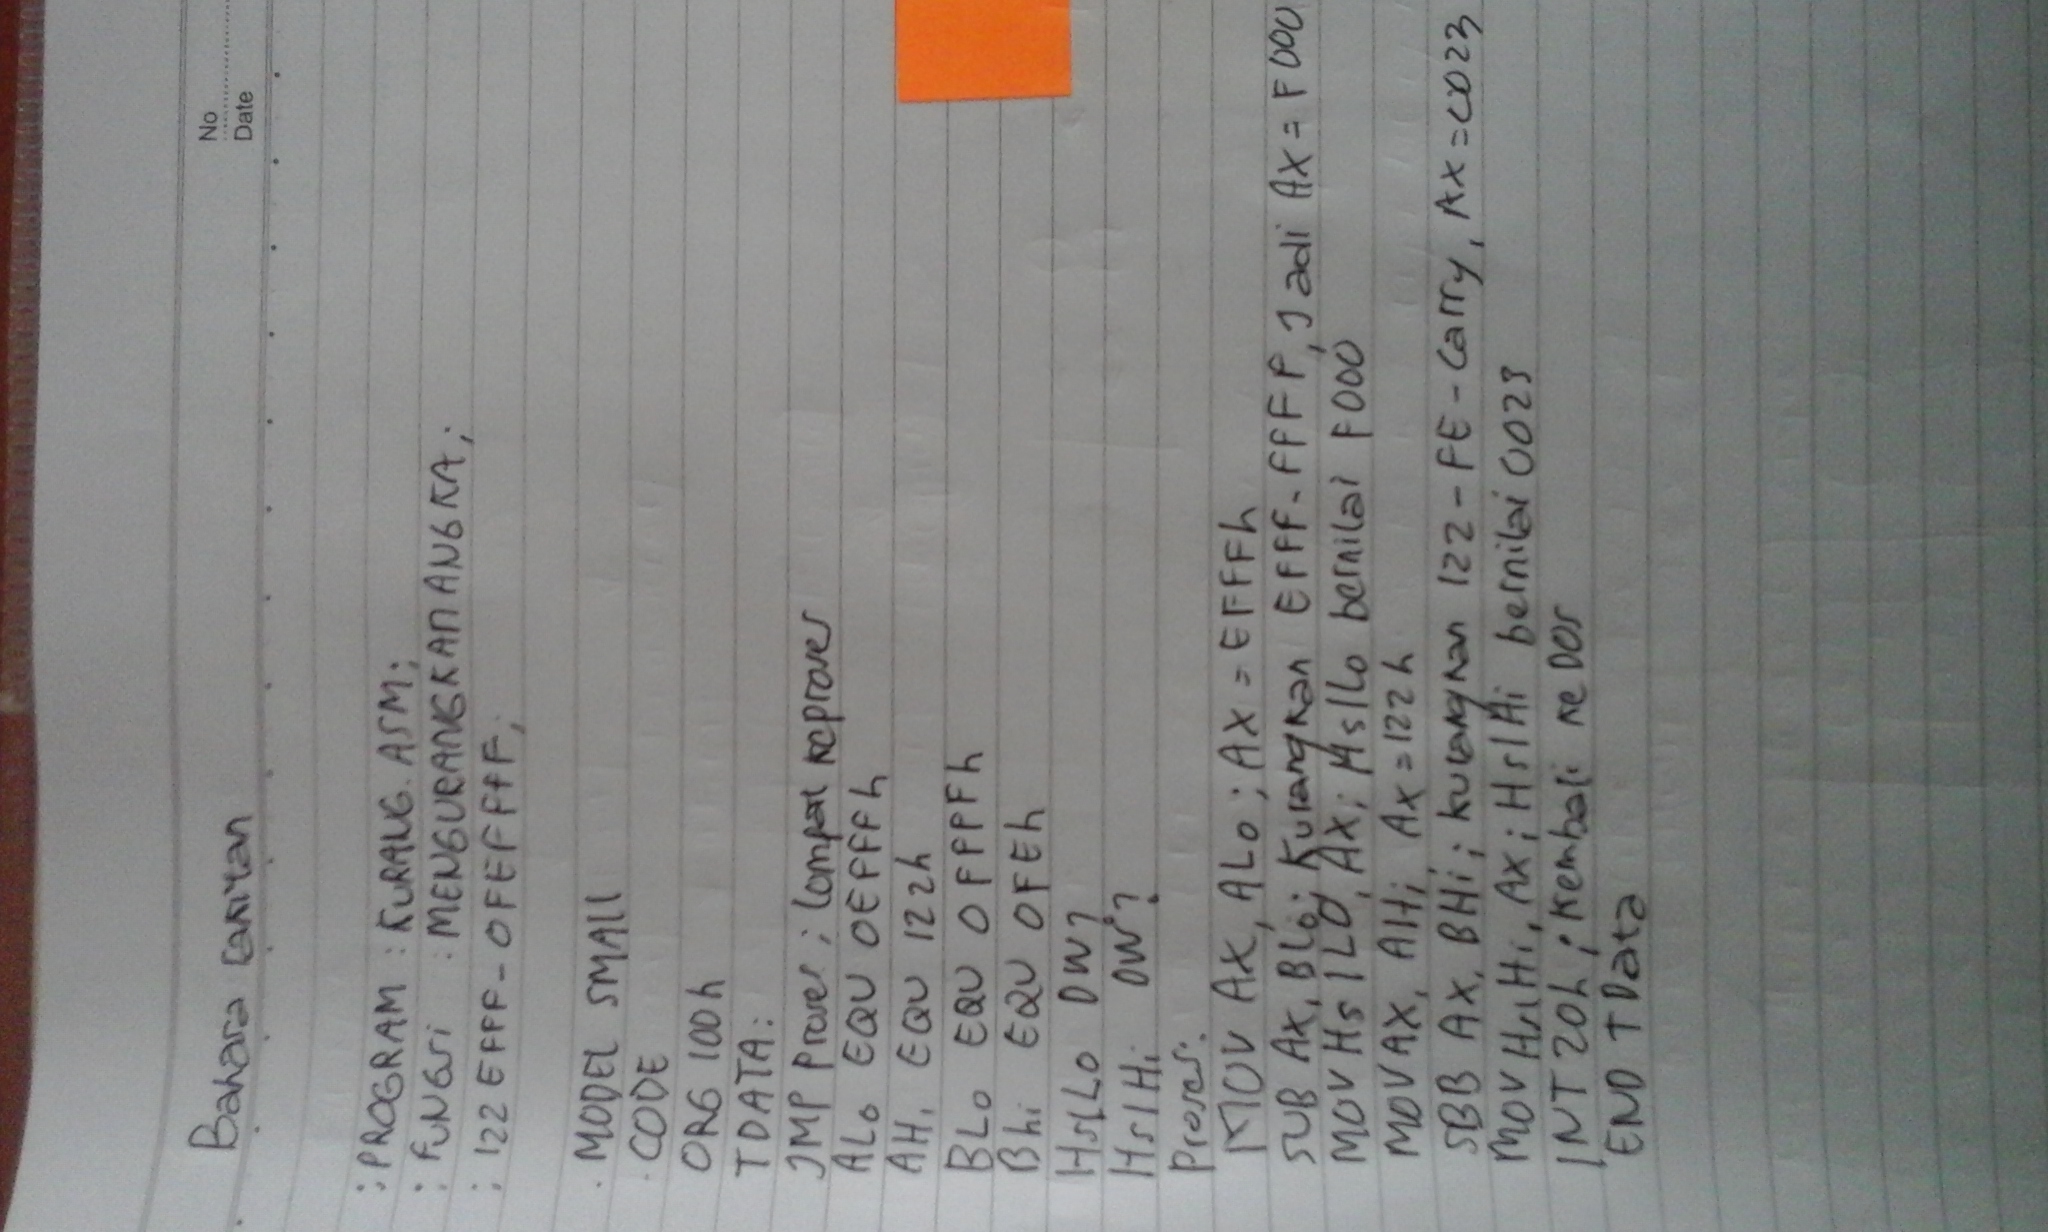 No
Date
Bahasa rakitan
; PROGRAM : KURANG. ASM;
; FUNGSi : MENGURANGKAN ANGKA;
; 122 EFFF - OFEFFFF;
. MODEL SMAll
. CODE
ORG 100h
TDATA:
JMP Proses ; lompat keproses
ALo EQU OEFFFh
AHi EQU 122h
BLo EQU OFFFFh
Bhi EQU OFEh
HslLo DW?
HslHi DW?
Proses:
MOV AX, ALo ; AX = EFFFh
SUB AX, BLo; Kurangkan EFFF-FFFF, Jadi AX = F000
MOV HslLO, AX; HslLo bernilai F000
MOV AX, AHi, AX = 122h
SBB AX, BHi ; kurangkan 122 - FE - Carry, AX = 0023
MOV HslHi, AX ; HslHi bernilai 0023
INT 20h ; Kembali ke DOS
END TData